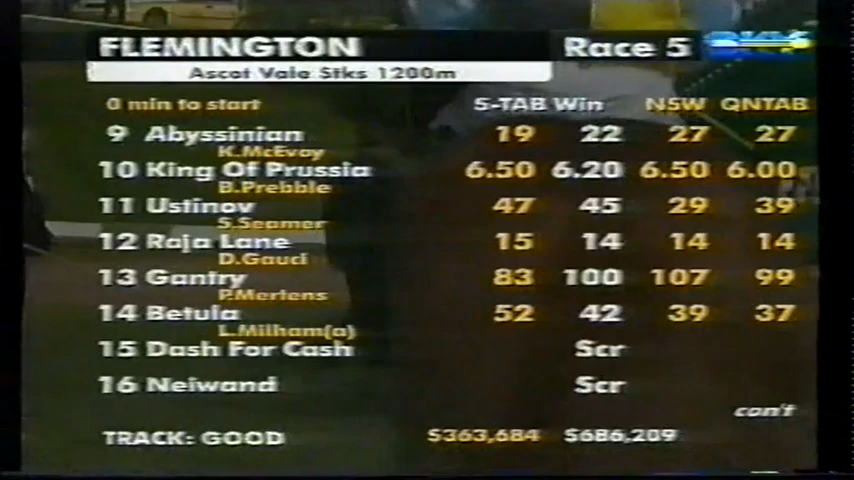 FLEMINGTON Race 5
Ascot Vale Stks 1200m
0 min to start S-TAB Win NSW QNTAB
9 Abyssinian 19 22 27 27
K.McEvoy
10 King Of Prussia 6.50 6.20 6.50 6.00
B.Prebble
11 Ustinov 47 45 29 39
S.Seamer
12 Raja Lane 15 14 14 14
D.Gauci
13 Gantry 83 100 107 99
P.Mertens
14 Betula 52 42 39 37
L.Milham(a)
15 Dash For Cash Scr
16 Neiwand Scr
con't
TRACK: GOOD $363,684 $686,209